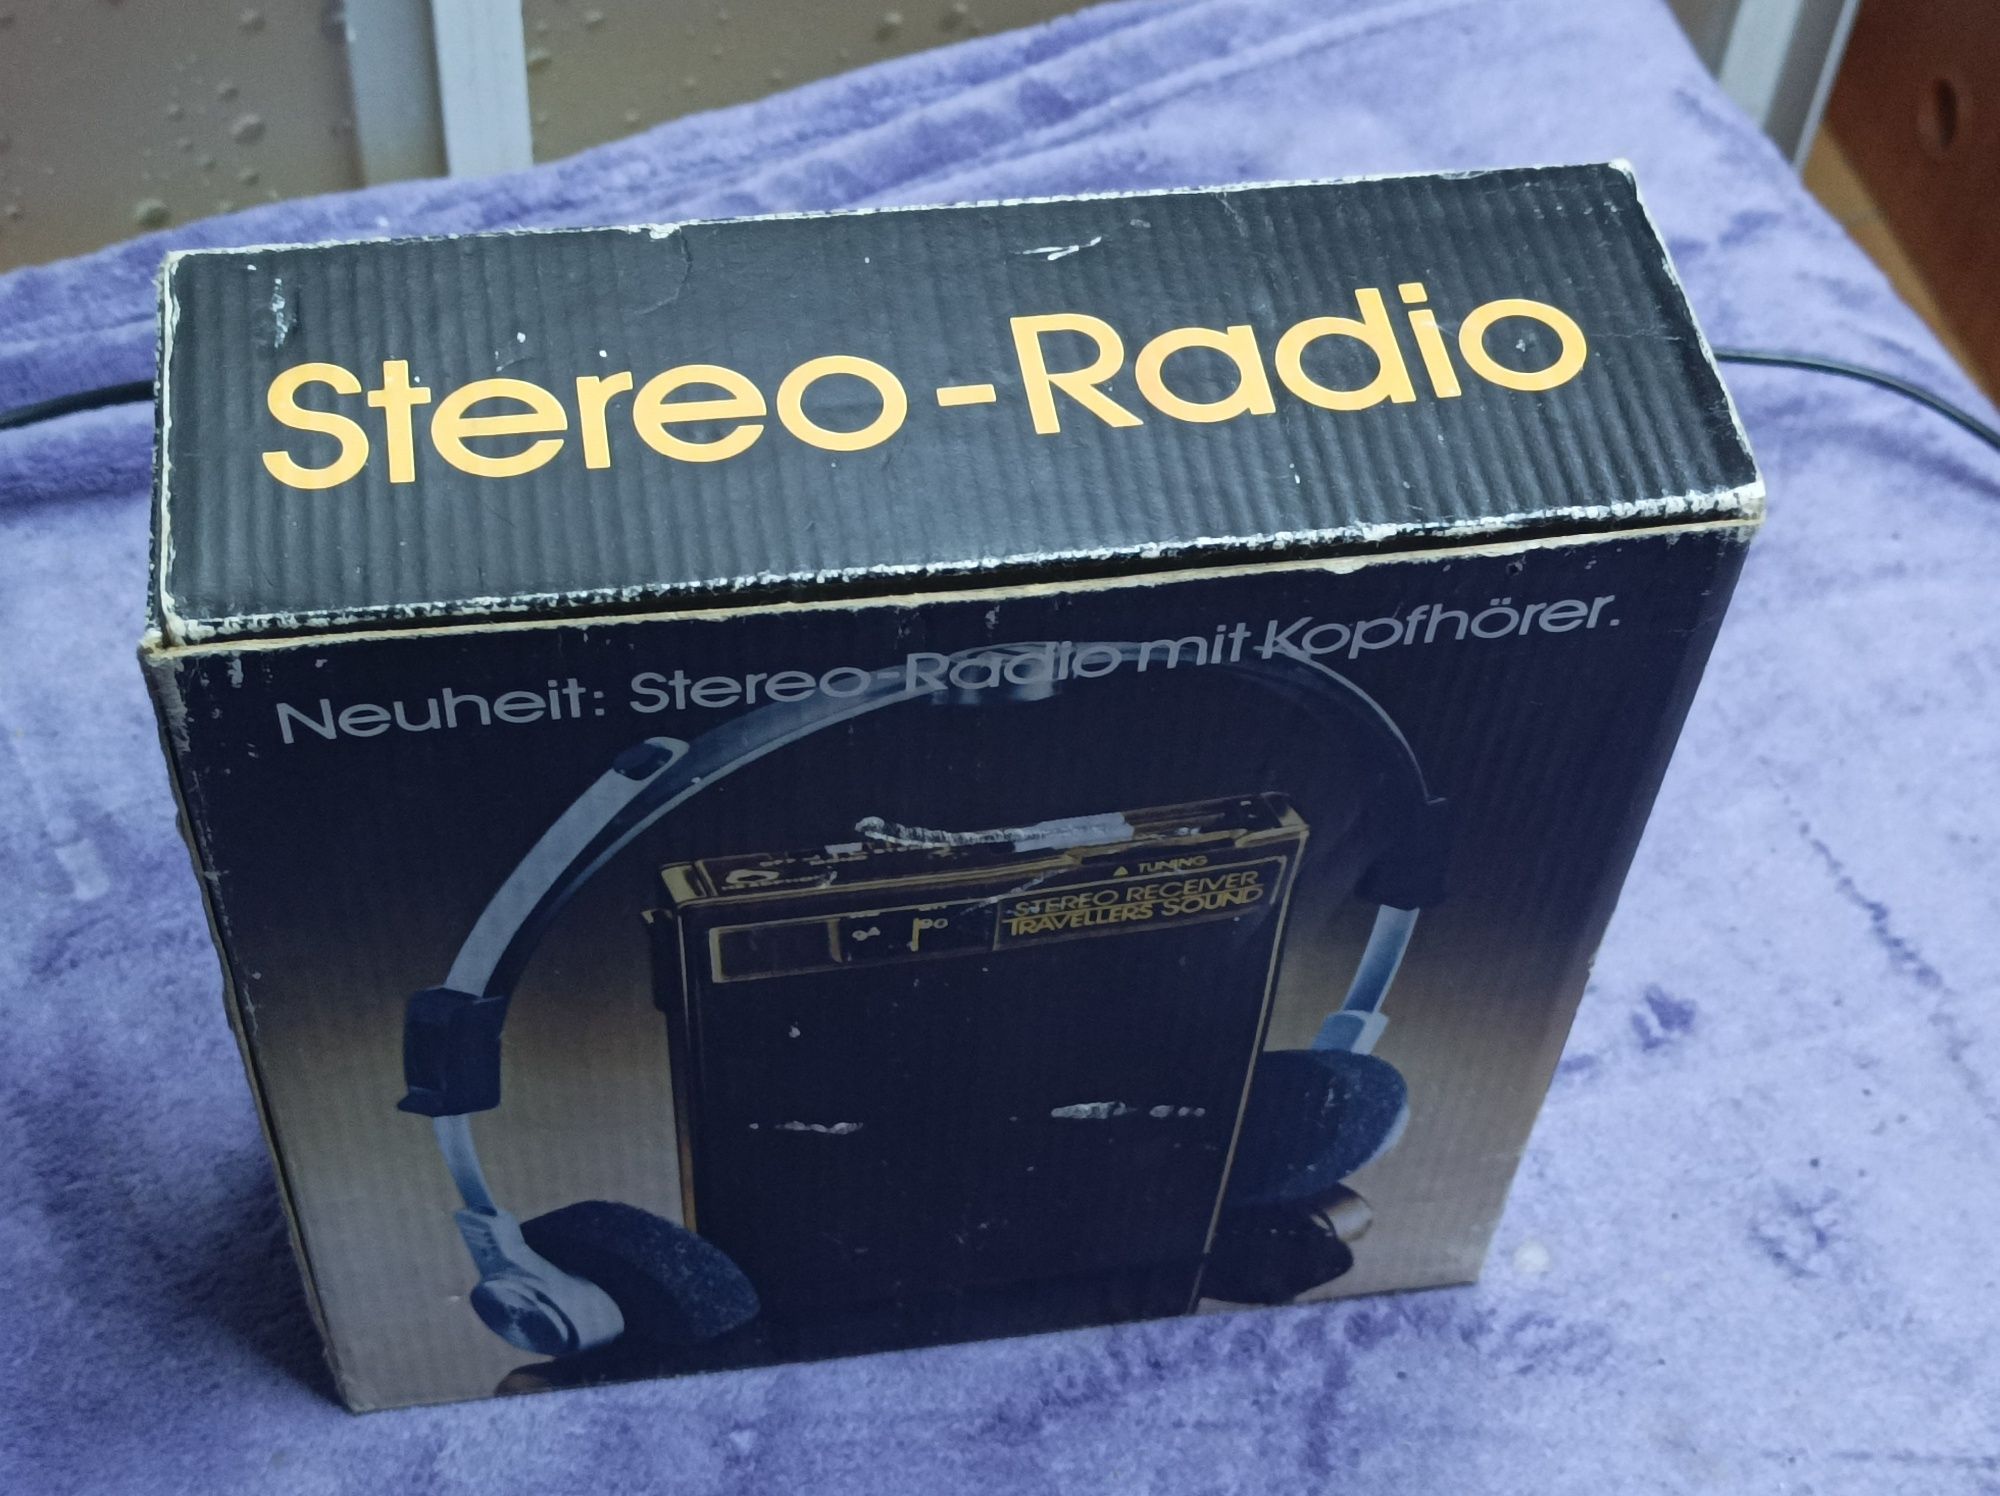 Stereo-Radio
Neuheit: Stereo-Radio mit Kopfhörer.
TUNING
STEREO RECEIVER
TRAVELLERS SOUND